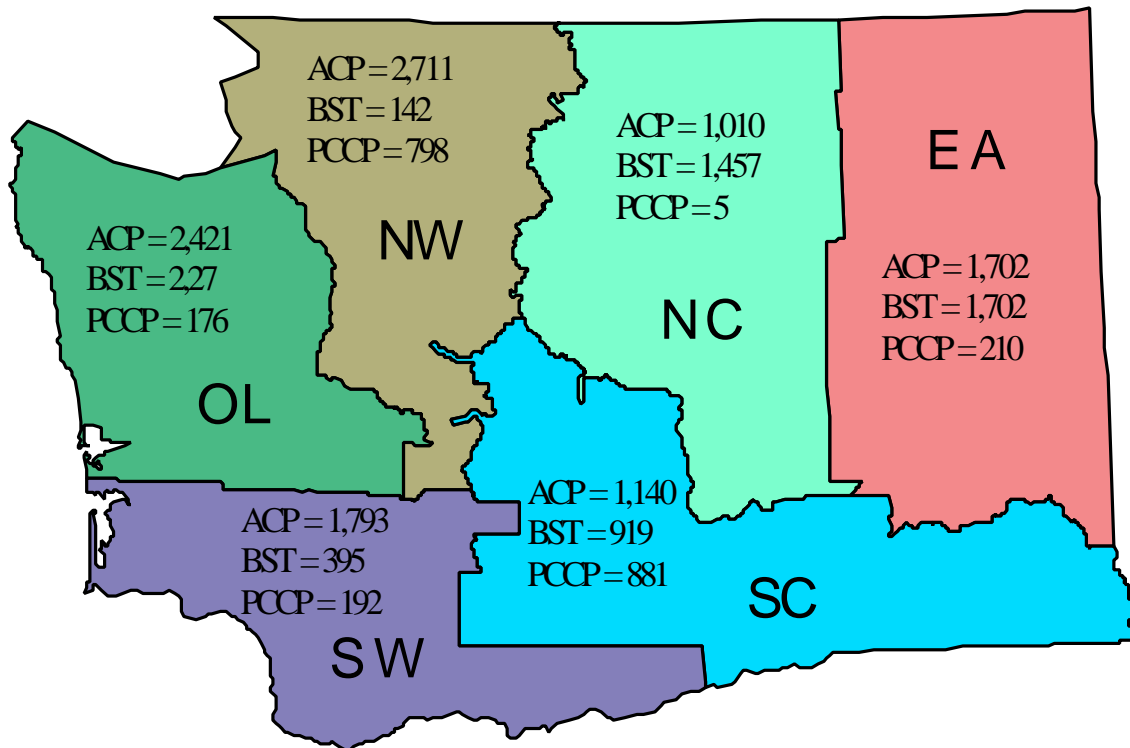 ACP = 2,711
BST = 142
PCCP = 798
NW
ACP = 1,010
BST = 1,457
PCCP = 5
NC
EA
ACP = 1,702
BST = 1,702
PCCP = 210
ACP = 2,421
BST = 2,27
PCCP = 176
OL
ACP = 1,140
BST = 919
PCCP = 881
SC
ACP = 1,793
BST = 395
PCCP = 192
SW